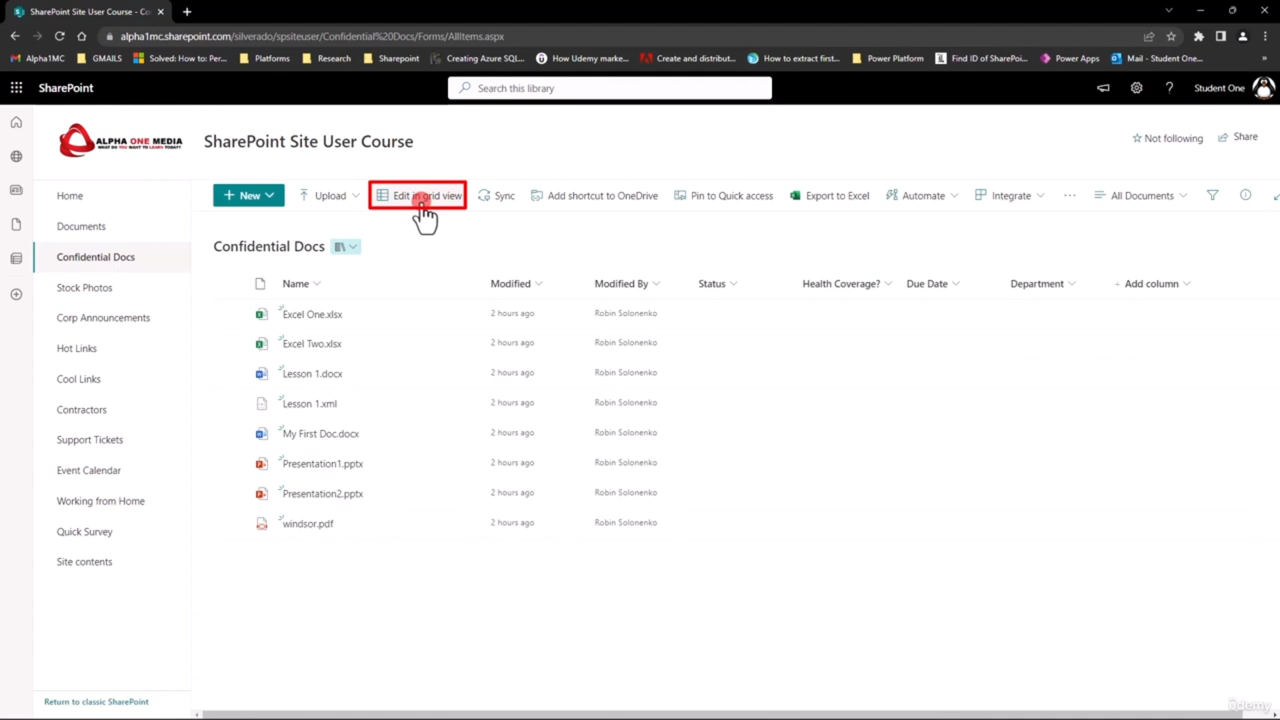 SharePoint Site User Course - Co
alpha1mc.sharepoint.com/silverado/spsiteuser/Confidential%20Docs/Forms/AllItems.aspx
Alpha1MC GMAILS Solved: How to: Per... Platforms Research Sharepoint Creating Azure SQL... How Udemy marke... Create and distribut... How to extract first... Power Platform Find ID of SharePoi... Power Apps Mail - Student One... »
SharePoint Search this library Student One
ALPHA ONE MEDIA
WHAT DO YOU WANT TO LEARN TODAY?
SharePoint Site User Course
Not following Share
+ New Upload Edit in grid view Sync Add shortcut to OneDrive Pin to Quick access Export to Excel Automate Integrate ... All Documents
Home
Documents
Confidential Docs
Stock Photos
Corp Announcements
Hot Links
Cool Links
Contractors
Support Tickets
Event Calendar
Working from Home
Quick Survey
Site contents
Return to classic SharePoint
Confidential Docs
Name Modified Modified By Status Health Coverage? Due Date Department + Add column
Excel One.xlsx 2 hours ago Robin Solonenko
Excel Two.xlsx 2 hours ago Robin Solonenko
Lesson 1.docx 2 hours ago Robin Solonenko
Lesson 1.xml 2 hours ago Robin Solonenko
My First Doc.docx 2 hours ago Robin Solonenko
Presentation1.pptx 2 hours ago Robin Solonenko
Presentation2.pptx 2 hours ago Robin Solonenko
windsor.pdf 2 hours ago Robin Solonenko
ûdemy